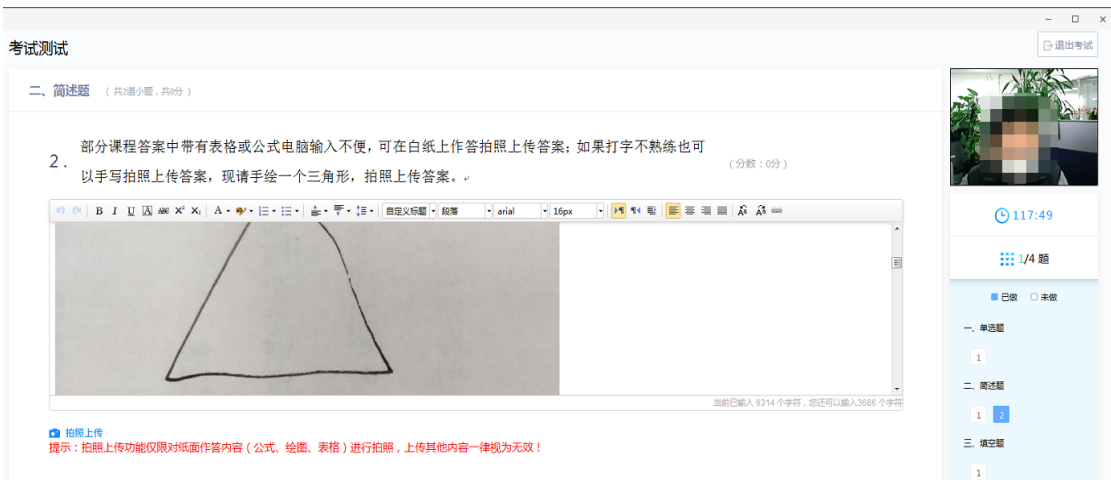 考试测试
退出考试
二、简述题 （ 共2道小题 , 共0分 ）
2. 部分课程答案中带有表格或公式电脑输入不便，可在白纸上作答拍照上传答案；如果打字不熟练也可
以手写拍照上传答案，现请手绘一个三角形，拍照上传答案。
（ 分数：0分 ）
B I U A ABC X² X₂ A 自定义标题 段落 arial 16px
当前已输入 6314 个字符 , 您还可以输入3686 个字符
拍照上传
提示：拍照上传功能仅限对纸面作答内容（ 公式、绘图、表格 ）进行拍照 , 上传其他内容一律视为无效！
117:49
1/4 题
已做 未做
一、单选题
1
二、简述题
1 2
三、填空题
1